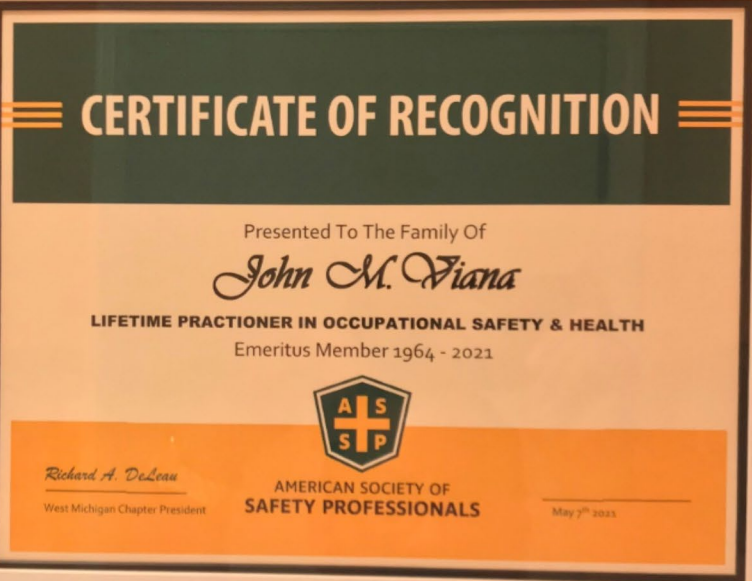 CERTIFICATE OF RECOGNITION
Presented To The Family Of
John M. Viana
LIFETIME PRACTIONER IN OCCUPATIONAL SAFETY & HEALTH
Emeritus Member 1964 - 2021
A S
S P
AMERICAN SOCIETY OF
SAFETY PROFESSIONALS
Richard A. DeLeau
West Michigan Chapter President
May 7th 2021